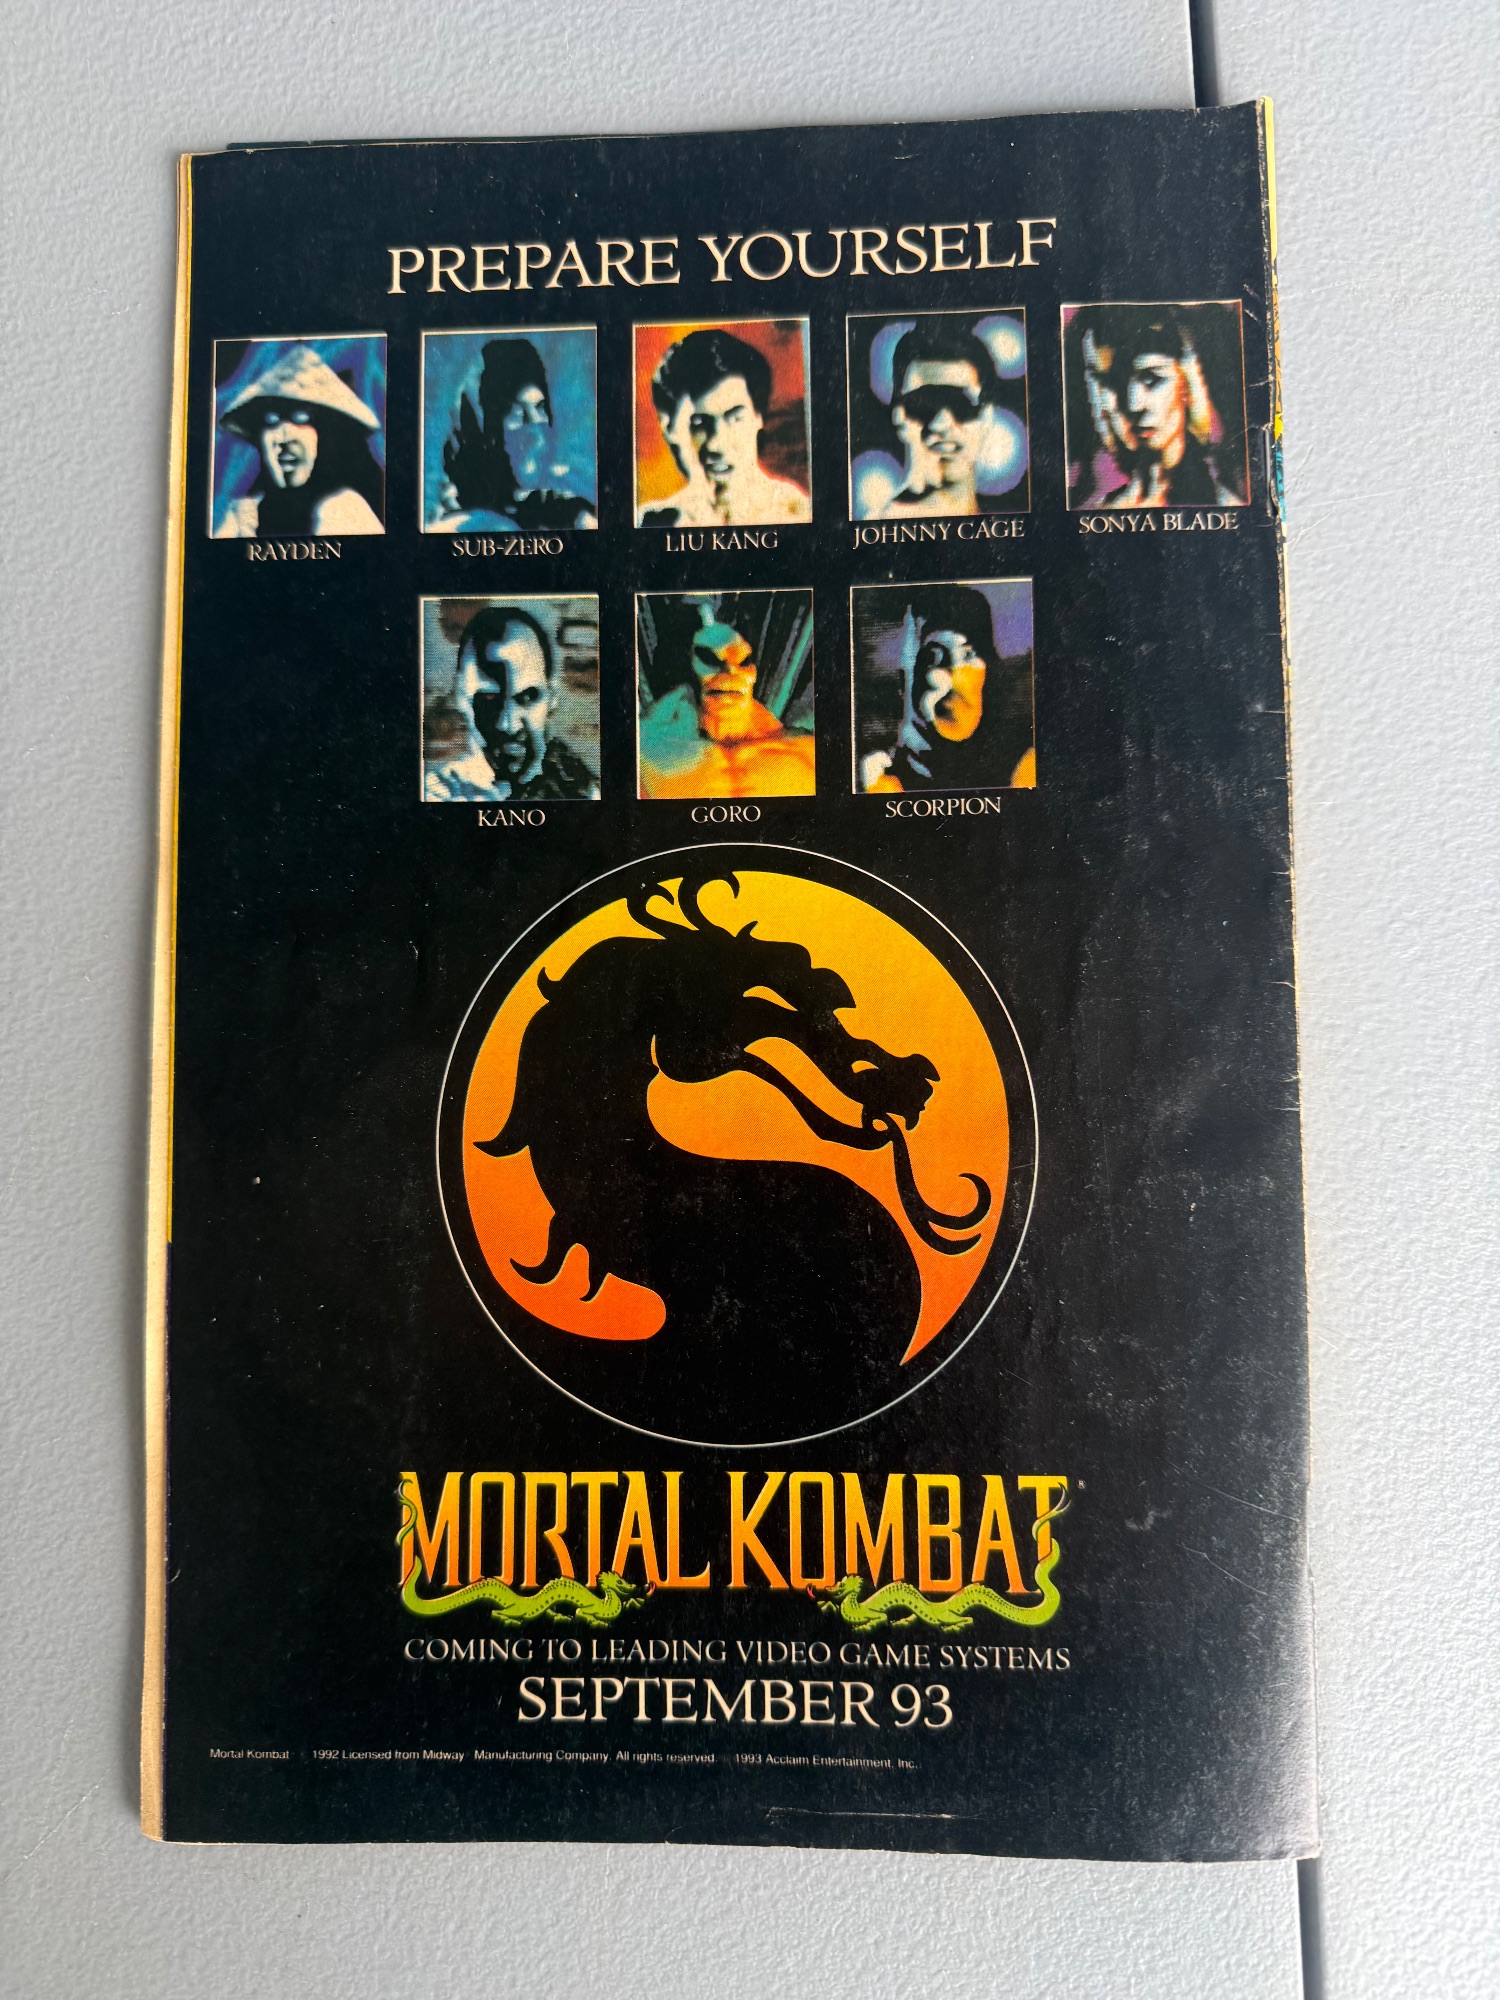 PREPARE YOURSELF
RAYDEN SUB-ZERO LIU KANG JOHNNY CAGE SONYA BLADE
KANO GORO SCORPION
MORTAL KOMBAT®
COMING TO LEADING VIDEO GAME SYSTEMS
SEPTEMBER 93
Mortal Kombat 1992 Licensed from Midway Manufacturing Company. All rights reserved. 1993 Acclaim Entertainment, Inc.